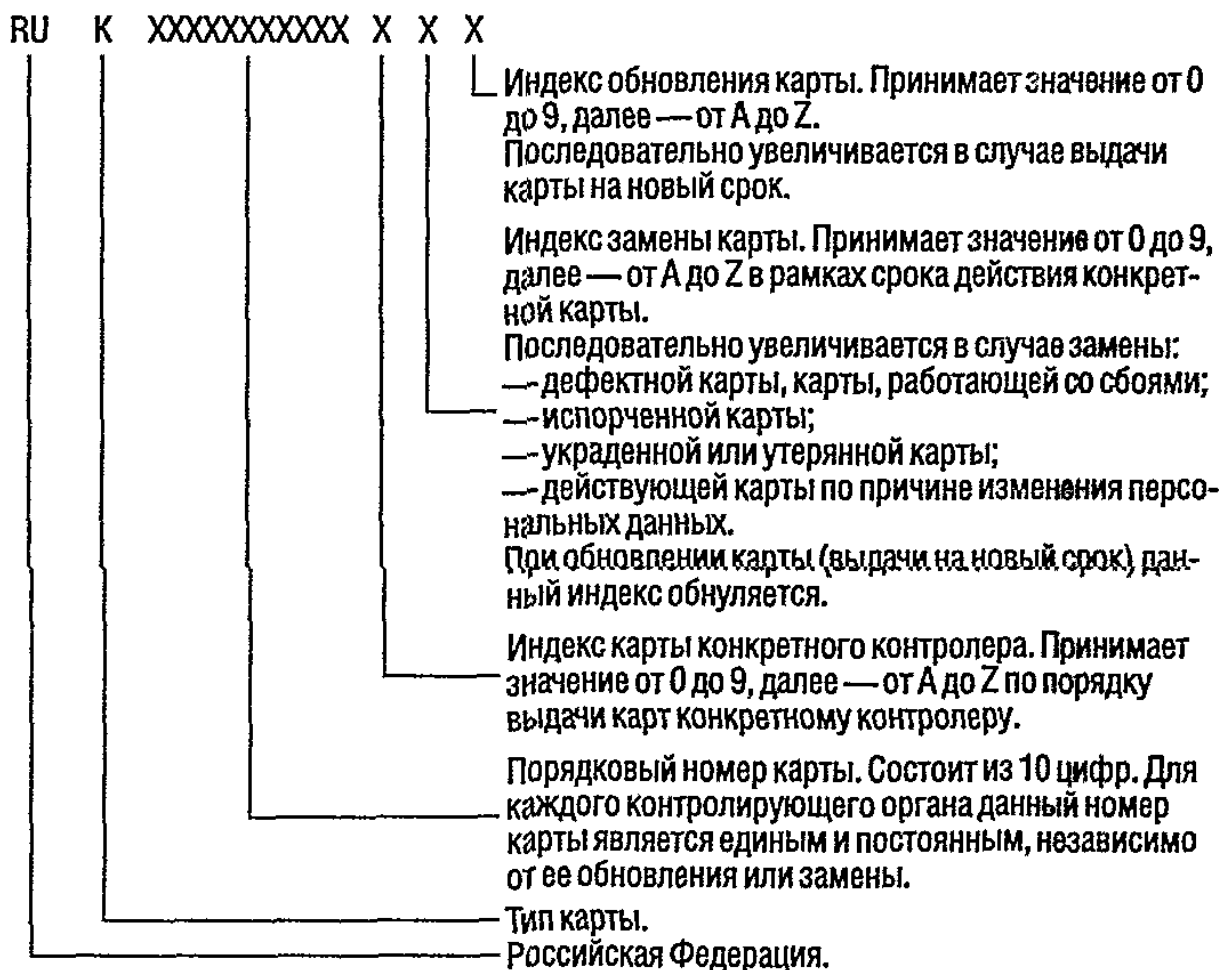 RU K XXXXXXXXXXX X X X
Индекс обновления карты. Принимает значение от 0
до 9, далее — от А до Z.
Последовательно увеличивается в случае выдачи
карты на новый срок.
Индекс замены карты. Принимает значение от 0 до 9,
далее — от А до Z в рамках срока действия конкрет-
ной карты.
Последовательно увеличивается в случае замены:
— дефектной карты, карты, работающей со сбоями;
— испорченной карты;
— украденной или утерянной карты;
— действующей карты по причине изменения персо-
нальных данных.
При обновлении карты (выдачи на новый срок) дан-
ный индекс обнуляется.
Индекс карты конкретного контролера. Принимает
значение от 0 до 9, далее — от А до Z по порядку
выдачи карт конкретному контролеру.
Порядковый номер карты. Состоит из 10 цифр. Для
каждого контролирующего органа данный номер
карты является единым и постоянным, независимо
от ее обновления или замены.
Тип карты.
Российская Федерация.